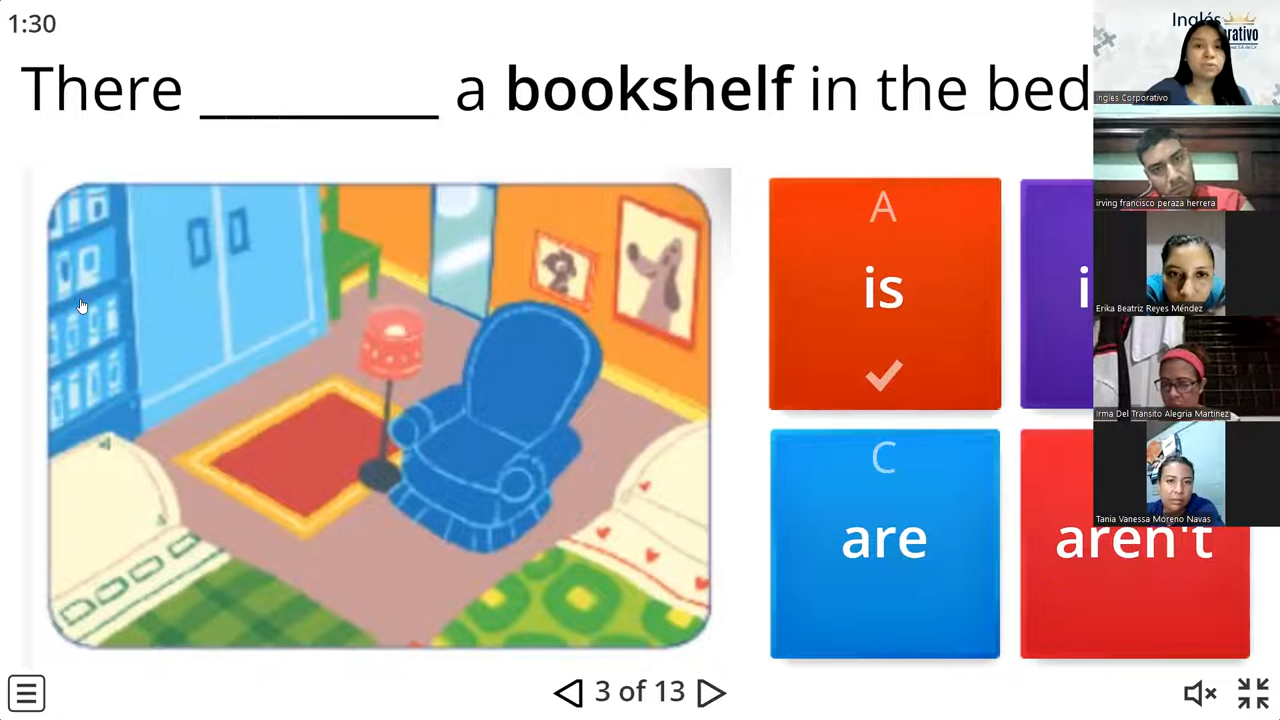 1:30
There _________ a bookshelf in the bed
A
is
C
are
aren't
3 of 13
Inglés
Ingles Corporativo
irving francisco peraza herrera
Erika Beatriz Reyes Méndez
Irma Del Transito Alegria Martinez
Tania Vanessa Moreno Navas